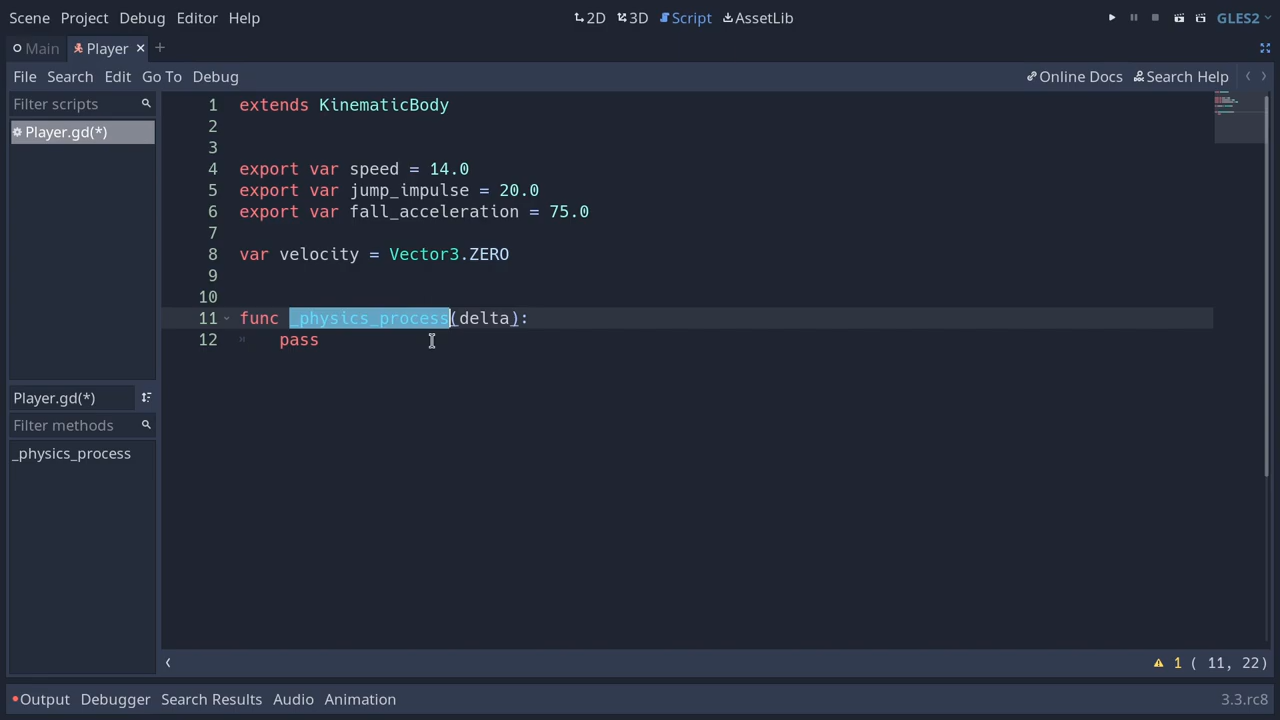 Scene Project Debug Editor Help 2D 3D Script AssetLib GLES2
Main Player
File Search Edit Go To Debug Online Docs Search Help
Filter scripts
Player.gd(*)
Player.gd(*)
Filter methods
_physics_process
1 extends KinematicBody
2
3
4 export var speed = 14.0
5 export var jump_impulse = 20.0
6 export var fall_acceleration = 75.0
7
8 var velocity = Vector3.ZERO
9
10
11 func _physics_process(delta):
12 pass
1 ( 11, 22)
Output Debugger Search Results Audio Animation 3.3.rc8